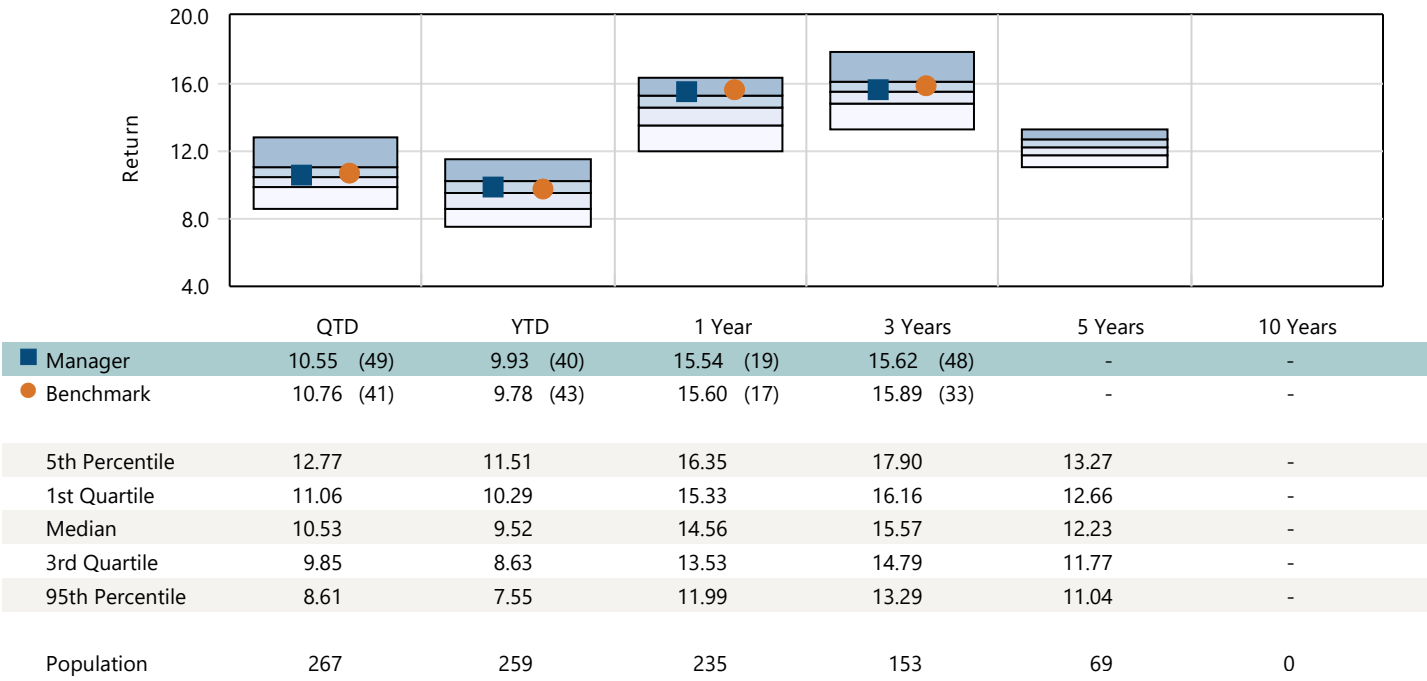 20.0
16.0
12.0
8.0
4.0
Return
QTD YTD 1 Year 3 Years 5 Years 10 Years
Manager 10.55 (49) 9.93 (40) 15.54 (19) 15.62 (48) - -
Benchmark 10.76 (41) 9.78 (43) 15.60 (17) 15.89 (33) - -
5th Percentile 12.77 11.51 16.35 17.90 13.27 -
1st Quartile 11.06 10.29 15.33 16.16 12.66 -
Median 10.53 9.52 14.56 15.57 12.23 -
3rd Quartile 9.85 8.63 13.53 14.79 11.77 -
95th Percentile 8.61 7.55 11.99 13.29 11.04 -
Population 267 259 235 153 69 0